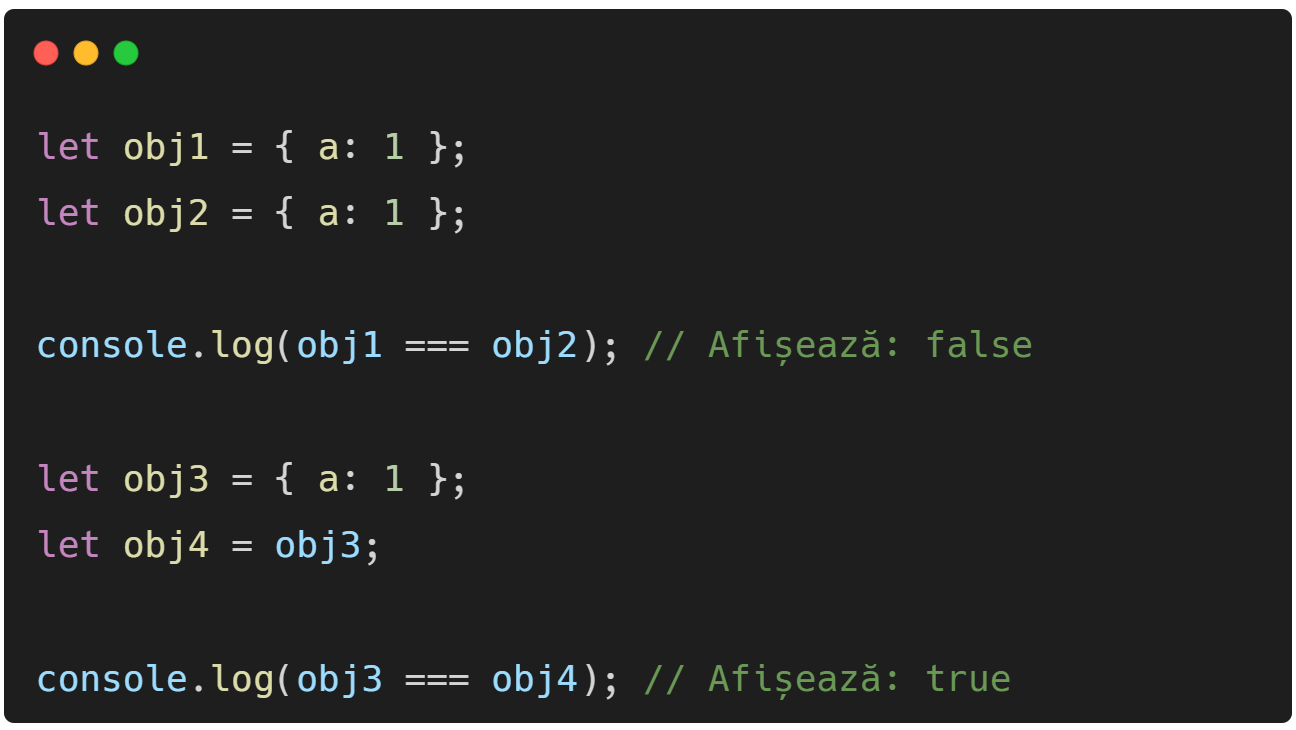 let obj1 = { a: 1 };
let obj2 = { a: 1 };
console.log(obj1 === obj2); // Afișează: false
let obj3 = { a: 1 };
let obj4 = obj3;
console.log(obj3 === obj4); // Afișează: true